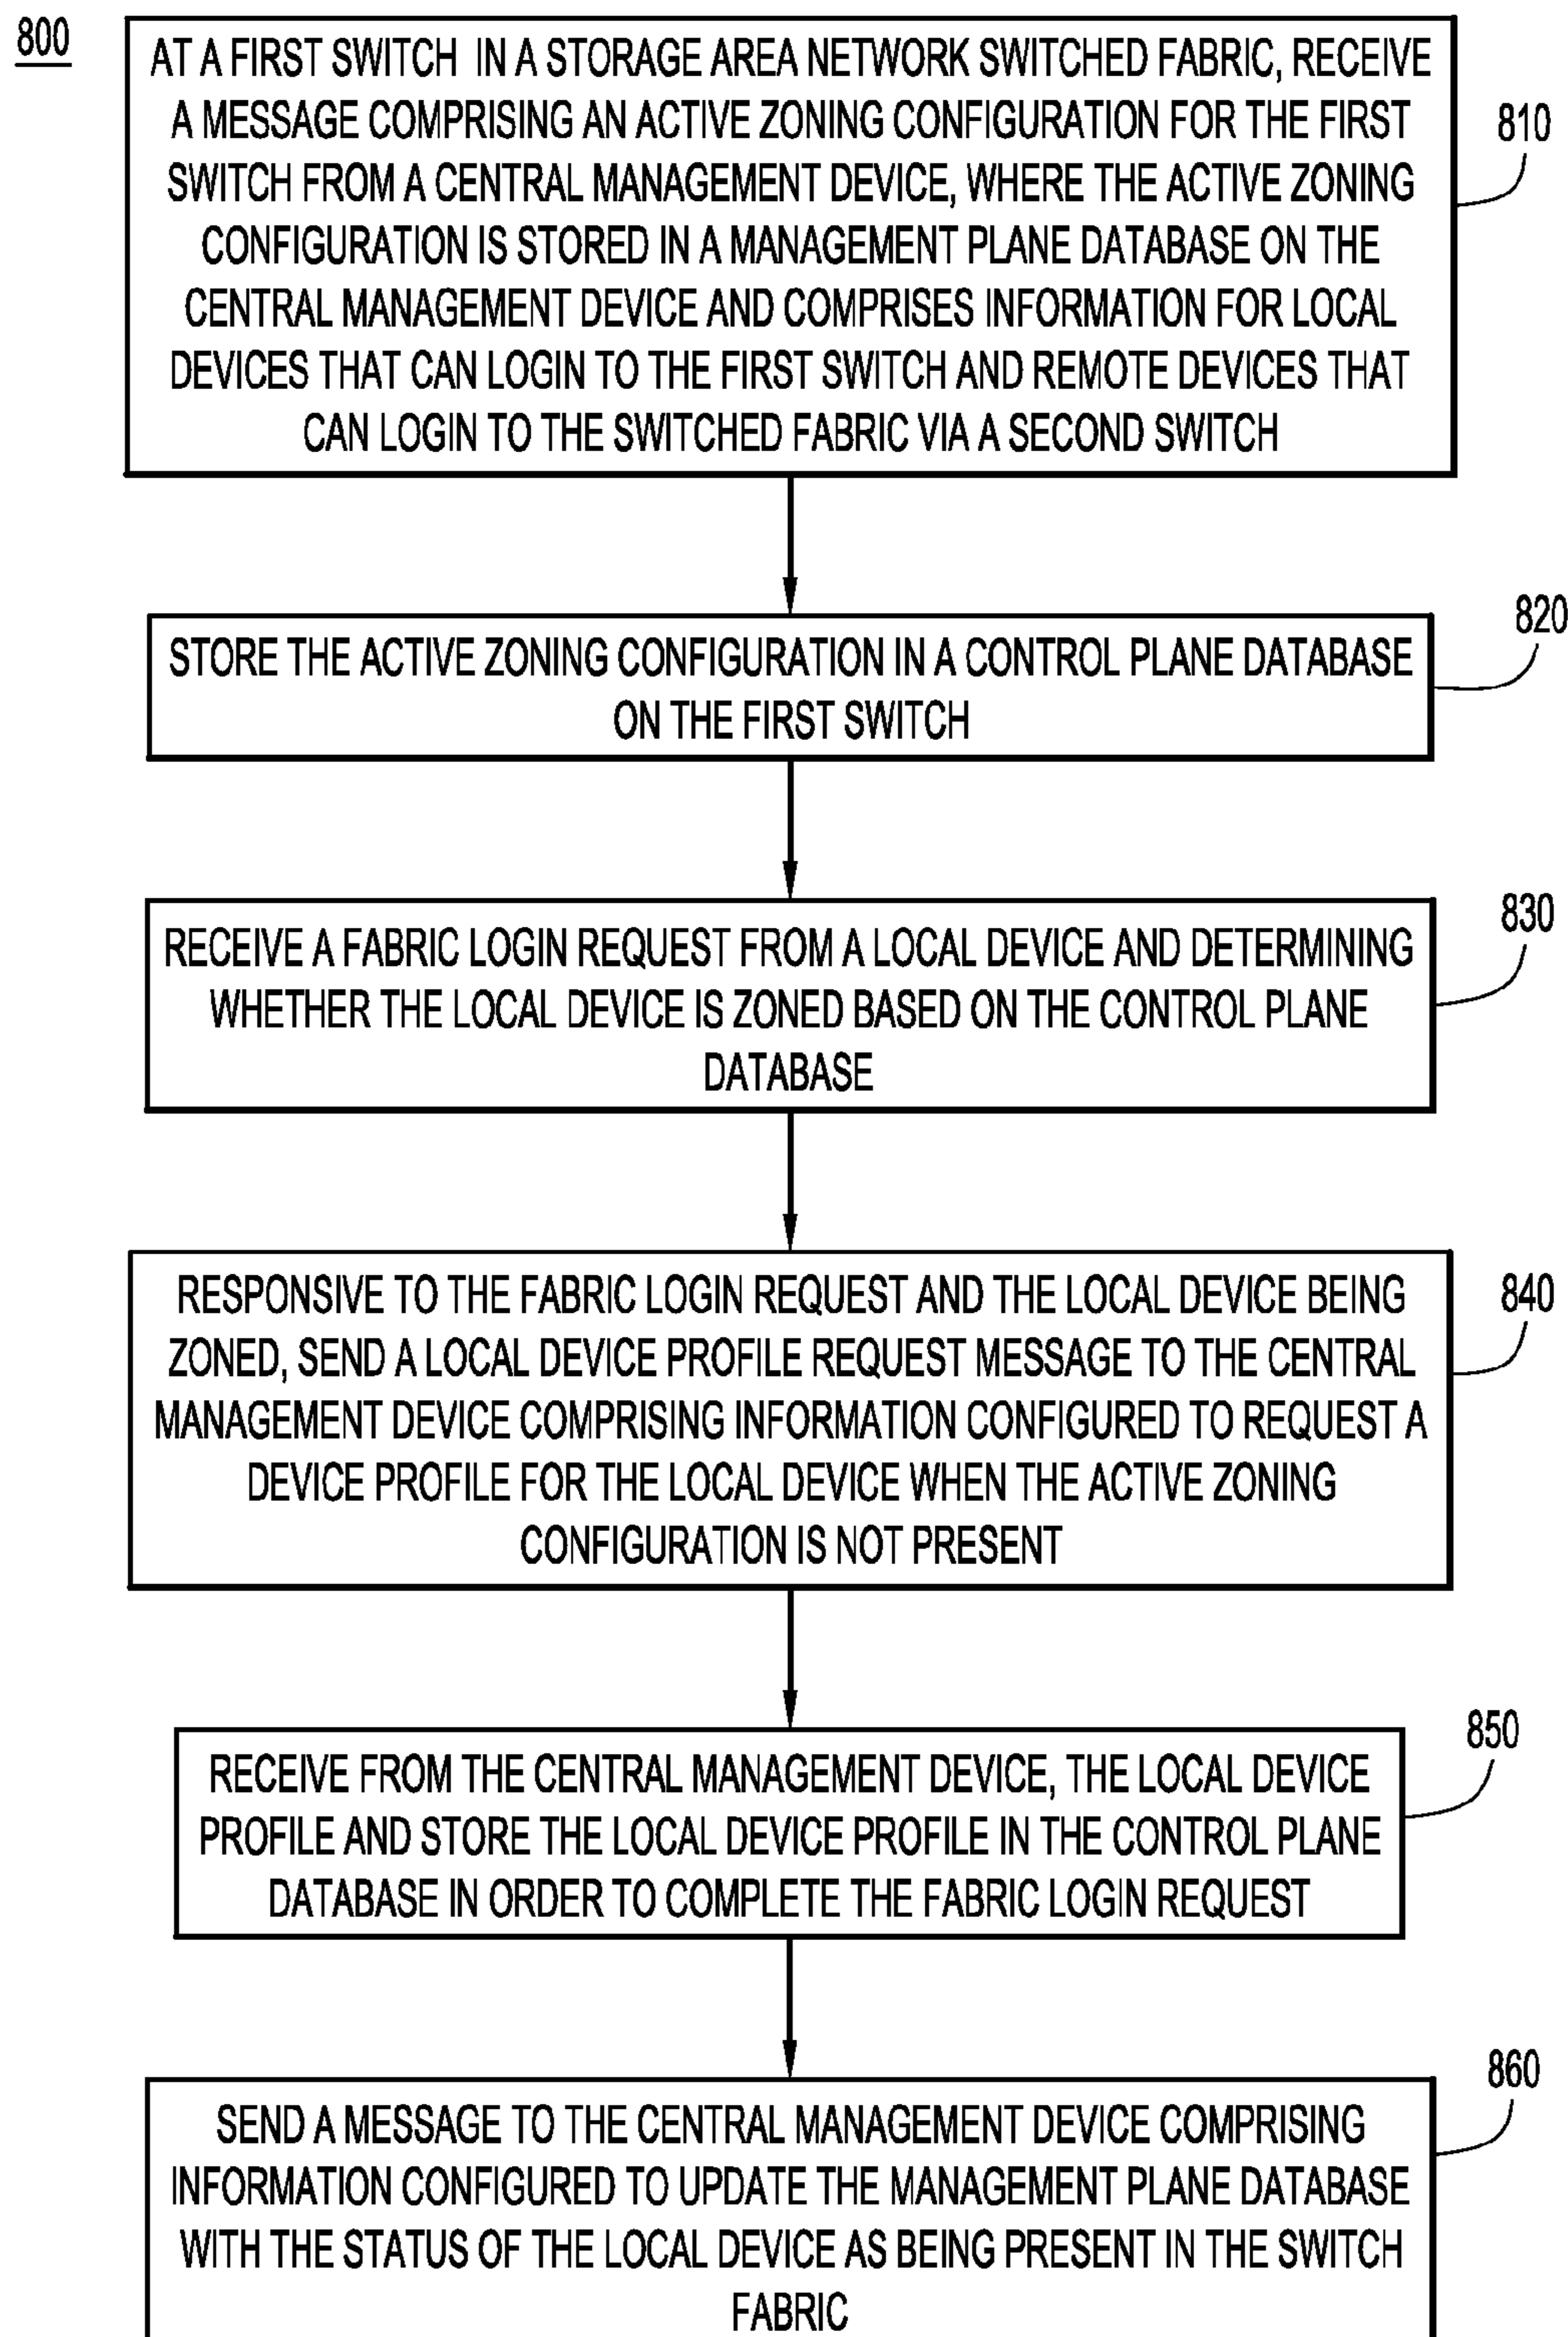 800
AT A FIRST SWITCH IN A STORAGE AREA NETWORK SWITCHED FABRIC, RECEIVE
A MESSAGE COMPRISING AN ACTIVE ZONING CONFIGURATION FOR THE FIRST
SWITCH FROM A CENTRAL MANAGEMENT DEVICE, WHERE THE ACTIVE ZONING
CONFIGURATION IS STORED IN A MANAGEMENT PLANE DATABASE ON THE
CENTRAL MANAGEMENT DEVICE AND COMPRISES INFORMATION FOR LOCAL
DEVICES THAT CAN LOGIN TO THE FIRST SWITCH AND REMOTE DEVICES THAT
CAN LOGIN TO THE SWITCHED FABRIC VIA A SECOND SWITCH
810
STORE THE ACTIVE ZONING CONFIGURATION IN A CONTROL PLANE DATABASE
ON THE FIRST SWITCH
820
RECEIVE A FABRIC LOGIN REQUEST FROM A LOCAL DEVICE AND DETERMINING
WHETHER THE LOCAL DEVICE IS ZONED BASED ON THE CONTROL PLANE
DATABASE
830
RESPONSIVE TO THE FABRIC LOGIN REQUEST AND THE LOCAL DEVICE BEING
ZONED, SEND A LOCAL DEVICE PROFILE REQUEST MESSAGE TO THE CENTRAL
MANAGEMENT DEVICE COMPRISING INFORMATION CONFIGURED TO REQUEST A
DEVICE PROFILE FOR THE LOCAL DEVICE WHEN THE ACTIVE ZONING
CONFIGURATION IS NOT PRESENT
840
RECEIVE FROM THE CENTRAL MANAGEMENT DEVICE, THE LOCAL DEVICE
PROFILE AND STORE THE LOCAL DEVICE PROFILE IN THE CONTROL PLANE
DATABASE IN ORDER TO COMPLETE THE FABRIC LOGIN REQUEST
850
SEND A MESSAGE TO THE CENTRAL MANAGEMENT DEVICE COMPRISING
INFORMATION CONFIGURED TO UPDATE THE MANAGEMENT PLANE DATABASE
WITH THE STATUS OF THE LOCAL DEVICE AS BEING PRESENT IN THE SWITCH
FABRIC
860